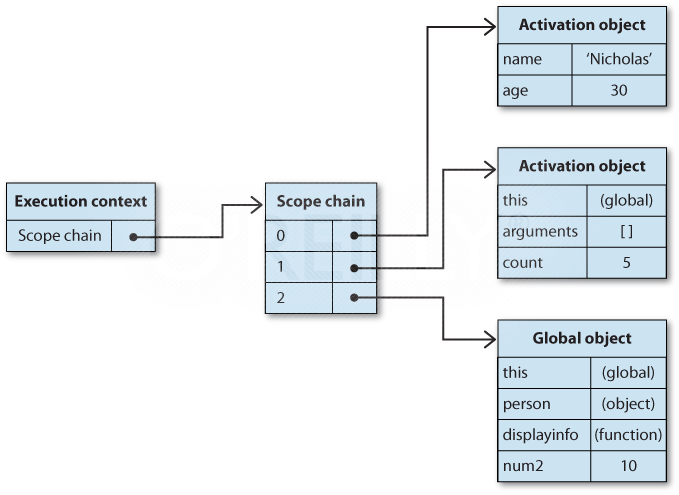 Activation object
name 'Nicholas'
age 30
Activation object
this (global)
arguments [ ]
count 5
Execution context
Scope chain
Scope chain
0
1
2
Global object
this (global)
person (object)
displayinfo (function)
num2 10
O'REILLY®